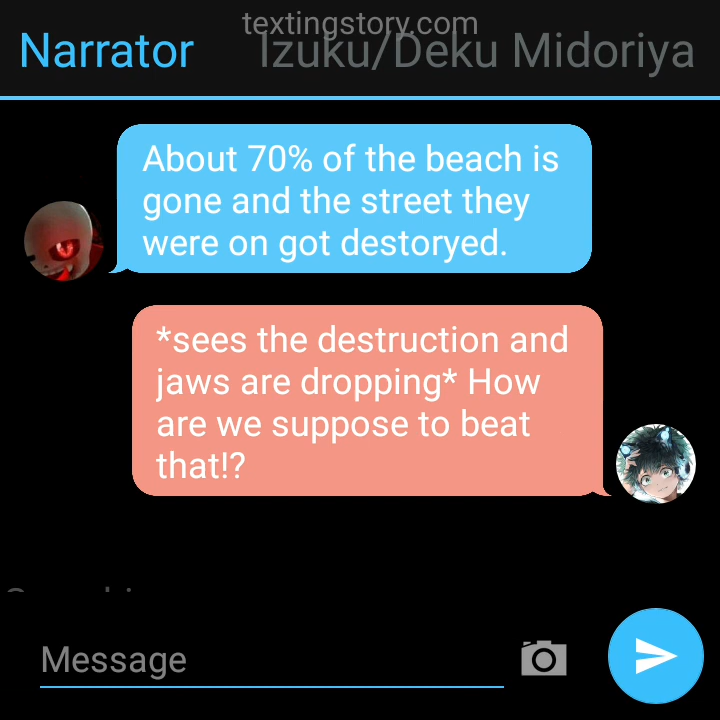 textingstory.com
Narrator
Izuku/Deku Midoriya
About 70% of the beach is
gone and the street they
were on got destoryed.
*sees the destruction and
jaws are dropping* How
are we suppose to beat
that!?
Message